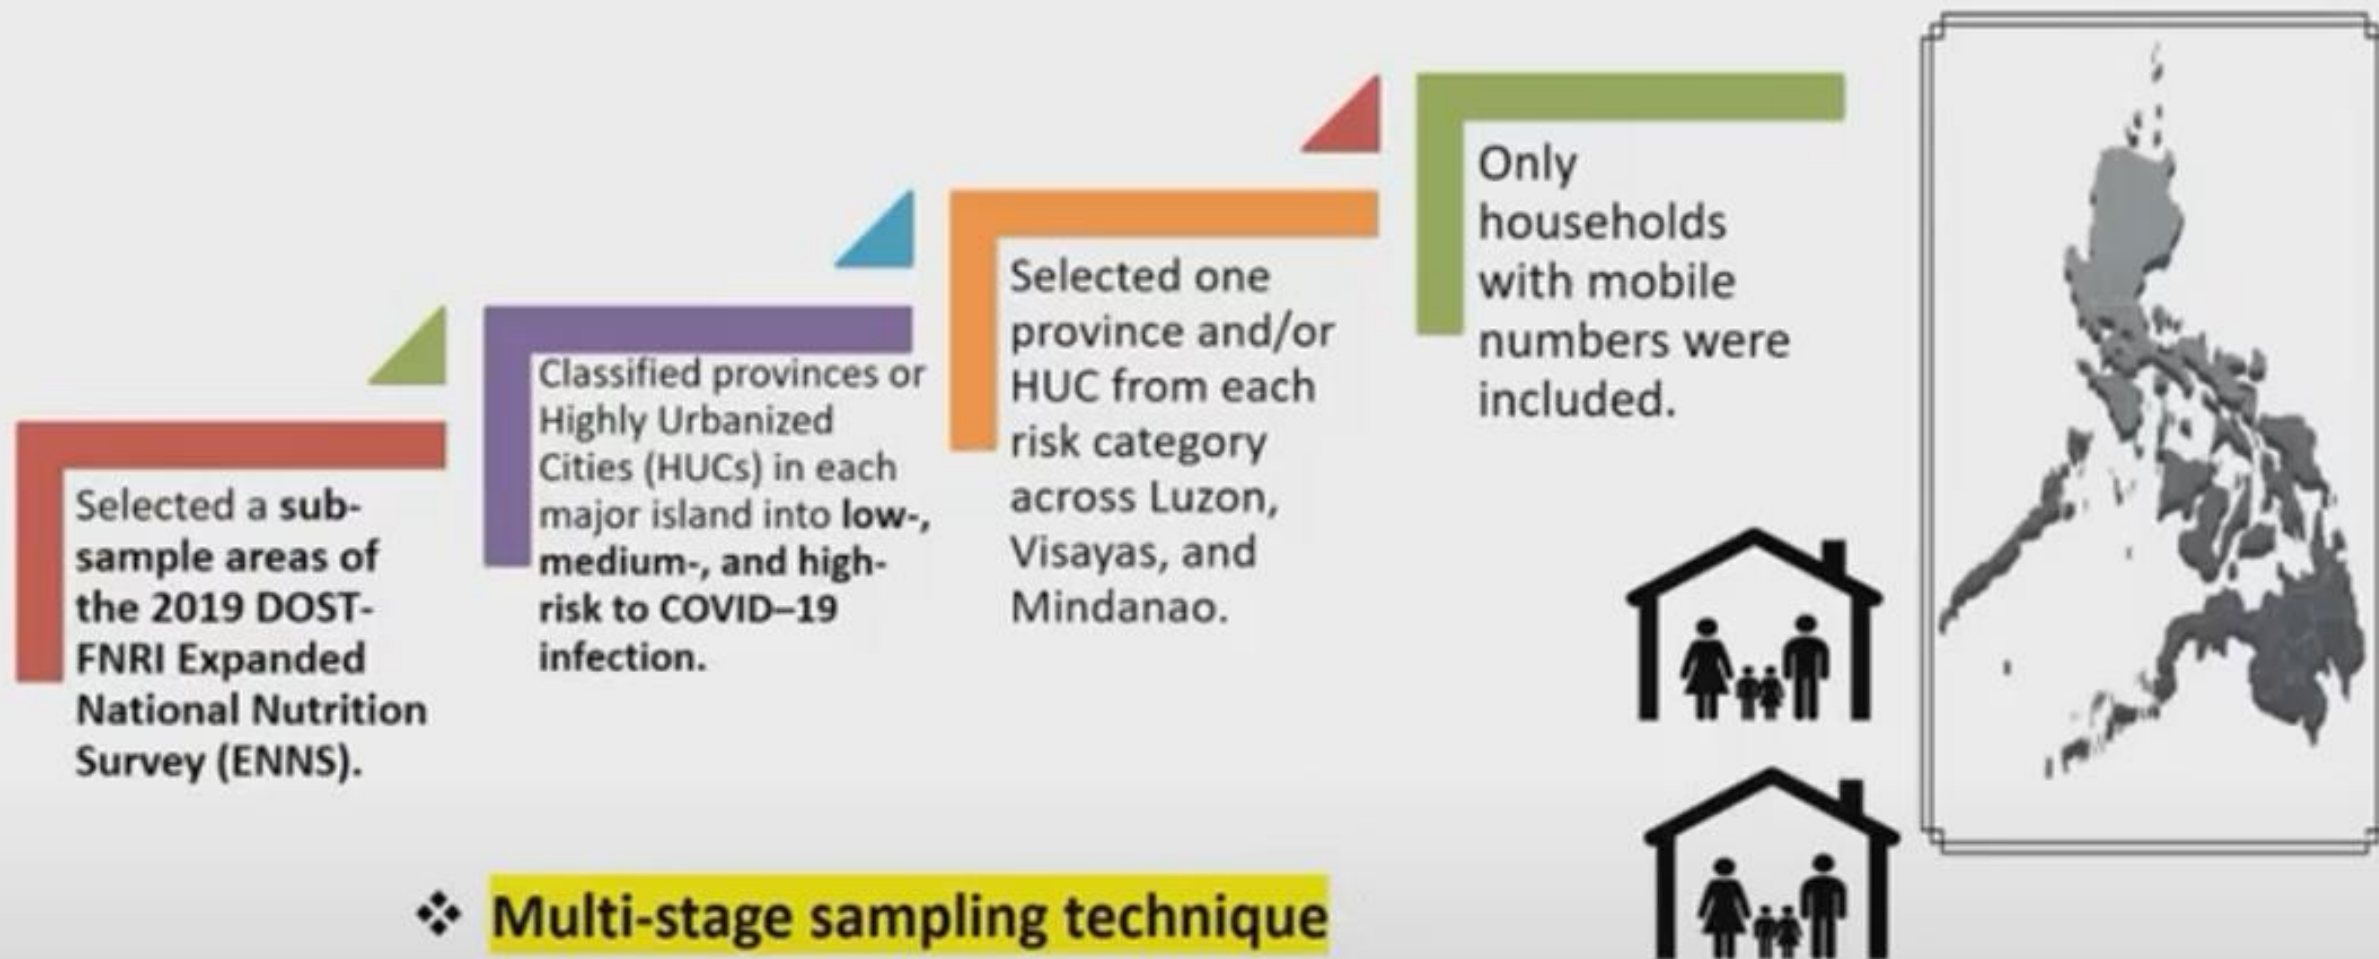 Selected a sub-
sample areas of
the 2019 DOST-
FNRI Expanded
National Nutrition
Survey (ENNS).
Classified provinces or
Highly Urbanized
Cities (HUCs) in each
major island into low-,
medium-, and high-
risk to COVID–19
infection.
Selected one
province and/or
HUC from each
risk category
across Luzon,
Visayas, and
Mindanao.
Only
households
with mobile
numbers were
included.
❖ Multi-stage sampling technique